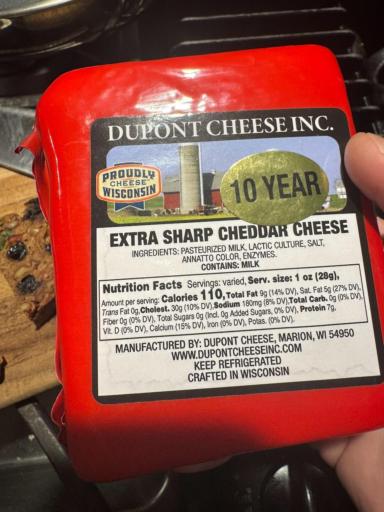 DUPONT CHEESE INC.
PROUDLY
WISCONSIN
CHEESE
10 YEAR
EXTRA SHARP CHEDDAR CHEESE
INGREDIENTS: PASTEURIZED MILK, LACTIC CULTURE, SALT,
ANNATTO COLOR, ENZYMES.
CONTAINS: MILK
Nutrition Facts Servings: varied, Serv. size: 1 oz (28g),
Amount per serving: Calories 110, Total Fat 9g (14% DV), Sat. Fat 5g (27% DV),
Trans Fat 0g, Cholest. 30g (10% DV), Sodium 180mg (8% DV), Total Carb. 0g (0% DV),
Fiber 0g (0% DV), Total Sugars 0g (Incl. 0g Added Sugars, 0% DV), Protein 7g,
Vit. D (0% DV), Calcium (15% DV), Iron (0% DV), Potas. (0% DV).
MANUFACTURED BY: DUPONT CHEESE, MARION, WI 54950
WWW.DUPONTCHEESEINC.COM
KEEP REFRIGERATED
CRAFTED IN WISCONSIN